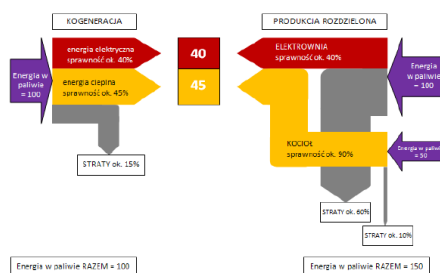 KOGENERACJA
PRODUKCJA ROZDZIELONA
energia elektryczna
sprawność ok. 40%
40
ELEKTROWNIA
sprawność ok. 40%
Energia w
paliwie
= 100
energia cieplna
sprawność ok. 45%
45
Energia
w paliwie
= 100
STRATY ok. 15%
KOCIOŁ
sprawność ok. 90%
Energia w paliwie
= 50
STRATY ok. 60%
STRATY ok. 10%
Energia w paliwie RAZEM = 100
Energia w paliwie RAZEM = 150